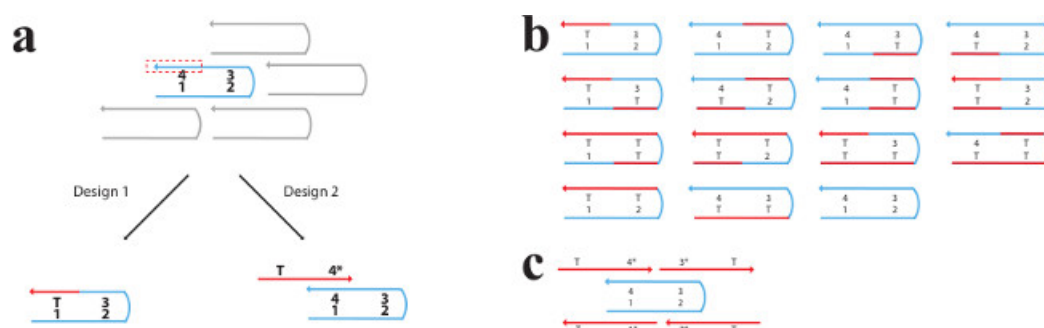 a
4 3
1 2
Design 1
Design 2
T 3
1 2
T 4*
4 3
1 2
b
T 3 4 T 4 3 4 3
1 2 1 2 1 T T 2
T 3 4 T 4 T T 3
1 T T 2 1 T T 2
T T T T T 3 4 T
1 T T 2 T T T T
T T 4 3 4 3
1 2 T T 1 2
c
T 4* 3* T
4 3
1 2
T T